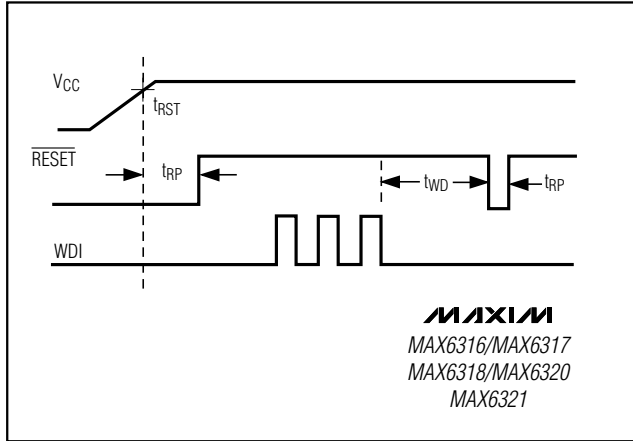 VCC
tRST
RESET
tRP
tWD
tRP
WDI
MAXIM
MAX6316/MAX6317
MAX6318/MAX6320
MAX6321